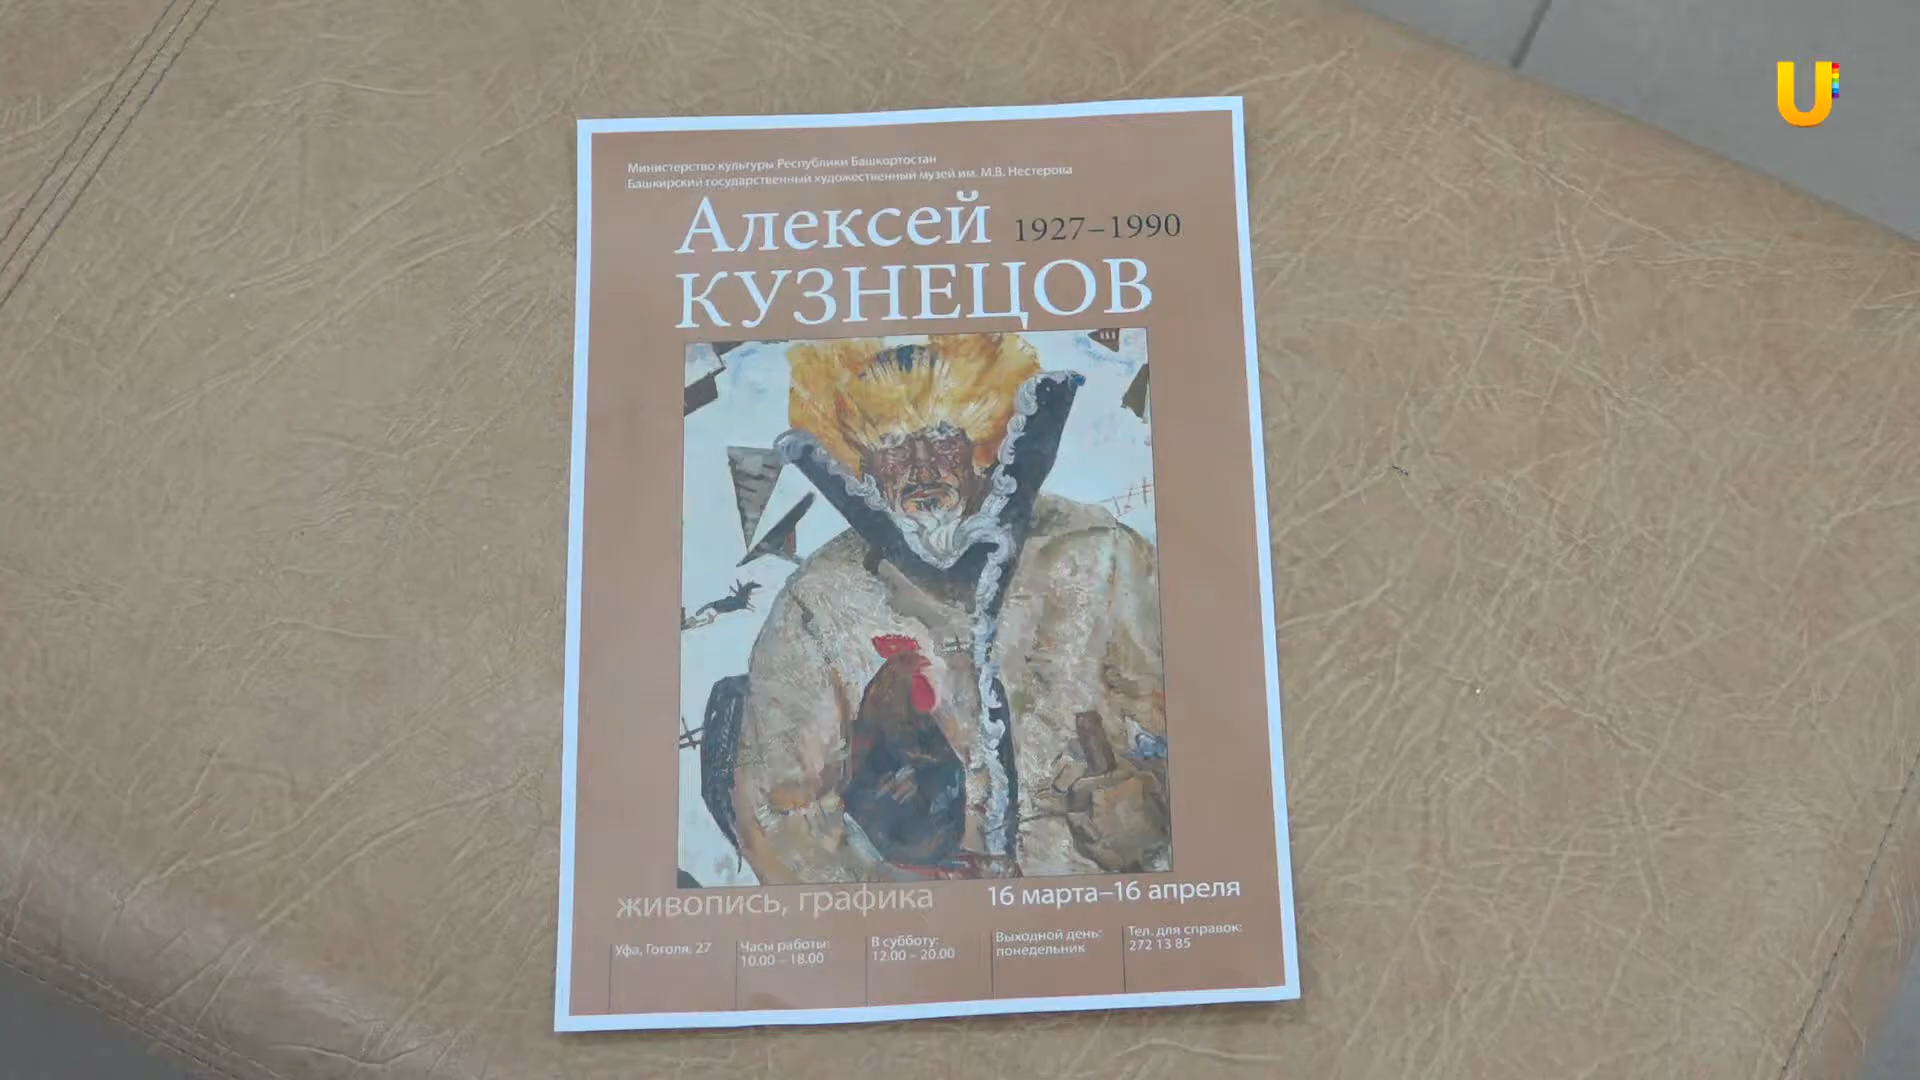 U
Министерство культуры Республики Башкортостан
Башкирский государственный художественный музей им. М.В. Нестерова
Алексей 1927–1990
КУЗНЕЦОВ
живопись, графика 16 марта–16 апреля
Уфа, Гоголя, 27
Часы работы:
10.00 – 18.00
В субботу:
12.00 – 20.00
Выходной день:
понедельник
Тел. для справок:
272 13 85